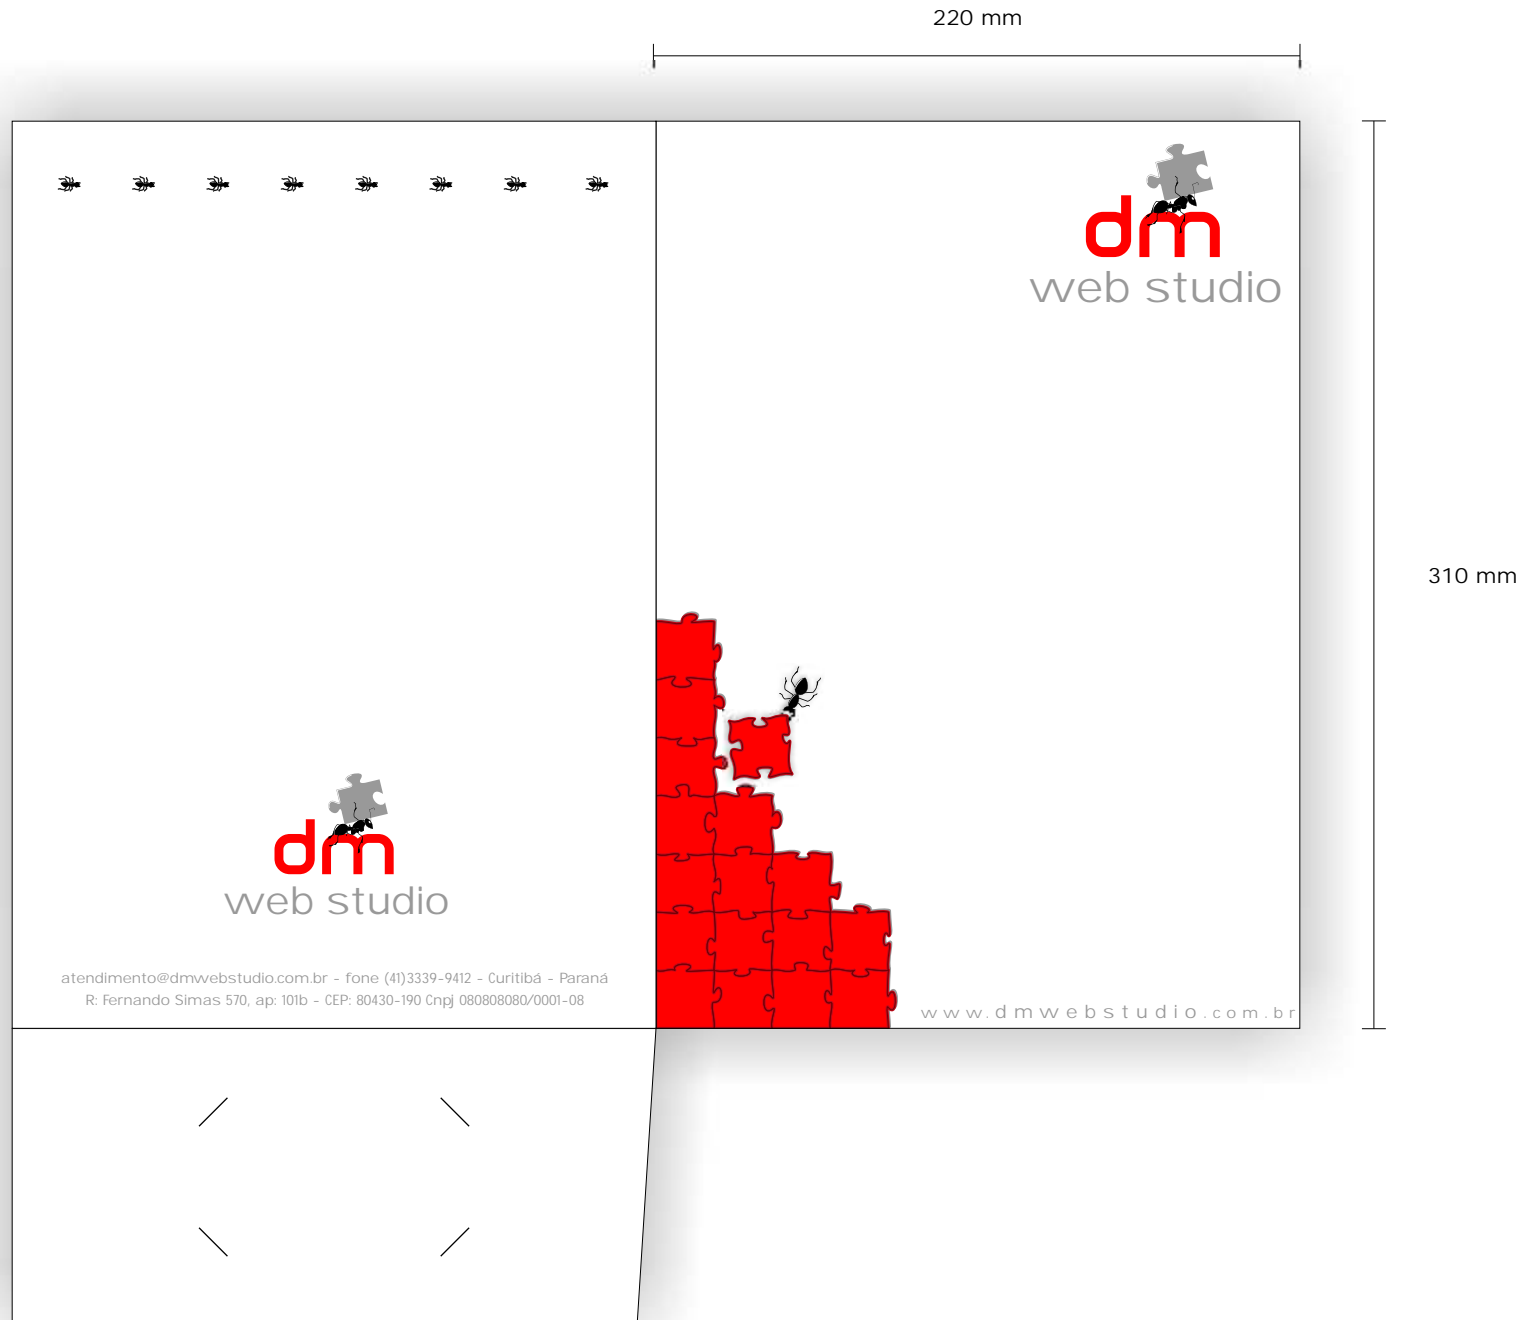 220 mm
dm
web studio
310 mm
dm
web studio
atendimento@dmwebstudio.com.br - fone (41)3339-9412 - Curitibá - Paraná
R: Fernando Simas 570, ap: 101b - CEP: 80430-190 Cnpj 080808080/0001-08
www.dmwebstudio.com.br